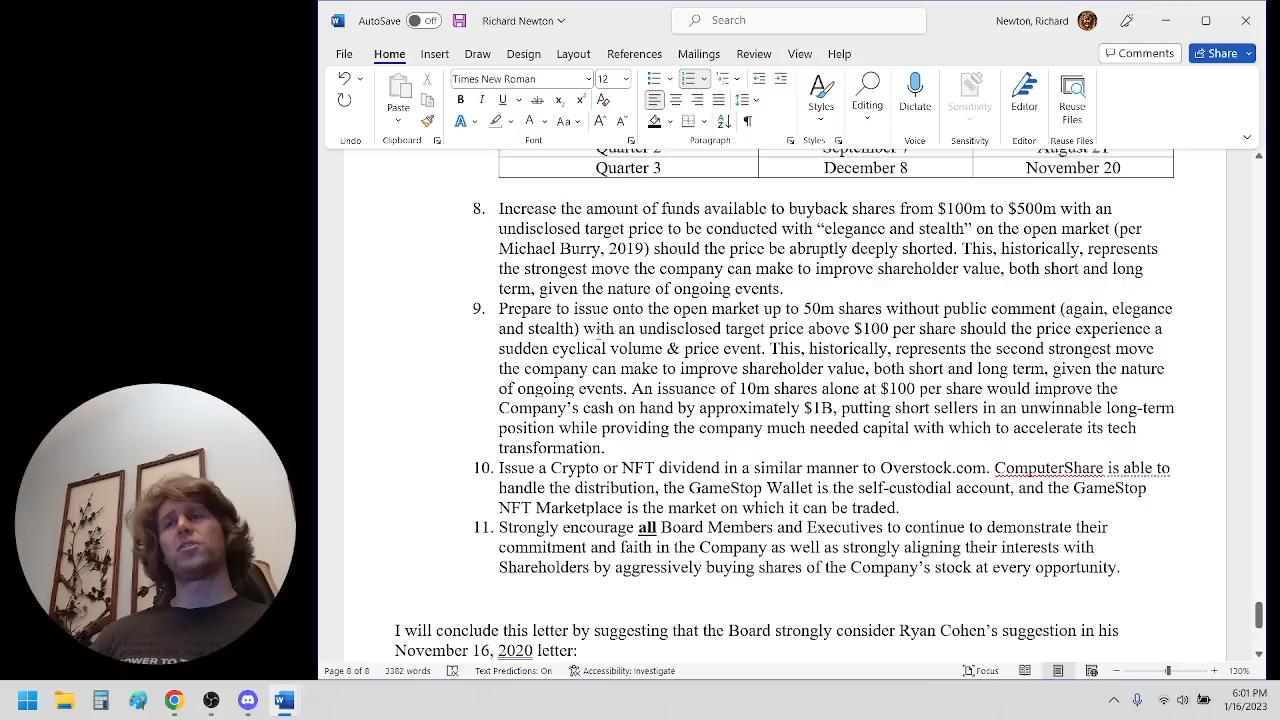 AutoSave Off Richard Newton Search Newton, Richard
File Home Insert Draw Design Layout References Mailings Review View Help Comments Share
Times New Roman 12
Paste Styles Editing Dictate Sensitivity Editor Reuse Files
Undo Clipboard Font Paragraph Styles Voice Sensitivity Editor Reuse Files
Quarter 2 September 7 August 21
Quarter 3 December 8 November 20
8. Increase the amount of funds available to buyback shares from $100m to $500m with an
undisclosed target price to be conducted with “elegance and stealth” on the open market (per
Michael Burry, 2019) should the price be abruptly deeply shorted. This, historically, represents
the strongest move the company can make to improve shareholder value, both short and long
term, given the nature of ongoing events.
9. Prepare to issue onto the open market up to 50m shares without public comment (again, elegance
and stealth) with an undisclosed target price above $100 per share should the price experience a
sudden cyclical volume & price event. This, historically, represents the second strongest move
the company can make to improve shareholder value, both short and long term, given the nature
of ongoing events. An issuance of 10m shares alone at $100 per share would improve the
Company’s cash on hand by approximately $1B, putting short sellers in an unwinnable long-term
position while providing the company much needed capital with which to accelerate its tech
transformation.
10. Issue a Crypto or NFT dividend in a similar manner to Overstock.com. ComputerShare is able to
handle the distribution, the GameStop Wallet is the self-custodial account, and the GameStop
NFT Marketplace is the market on which it can be traded.
11. Strongly encourage all Board Members and Executives to continue to demonstrate their
commitment and faith in the Company as well as strongly aligning their interests with
Shareholders by aggressively buying shares of the Company’s stock at every opportunity.
I will conclude this letter by suggesting that the Board strongly consider Ryan Cohen’s suggestion in his
November 16, 2020 letter:
Page 8 of 8 3382 words Text Predictions: On Accessibility: Investigate Focus 130%
6:01 PM
1/16/2023